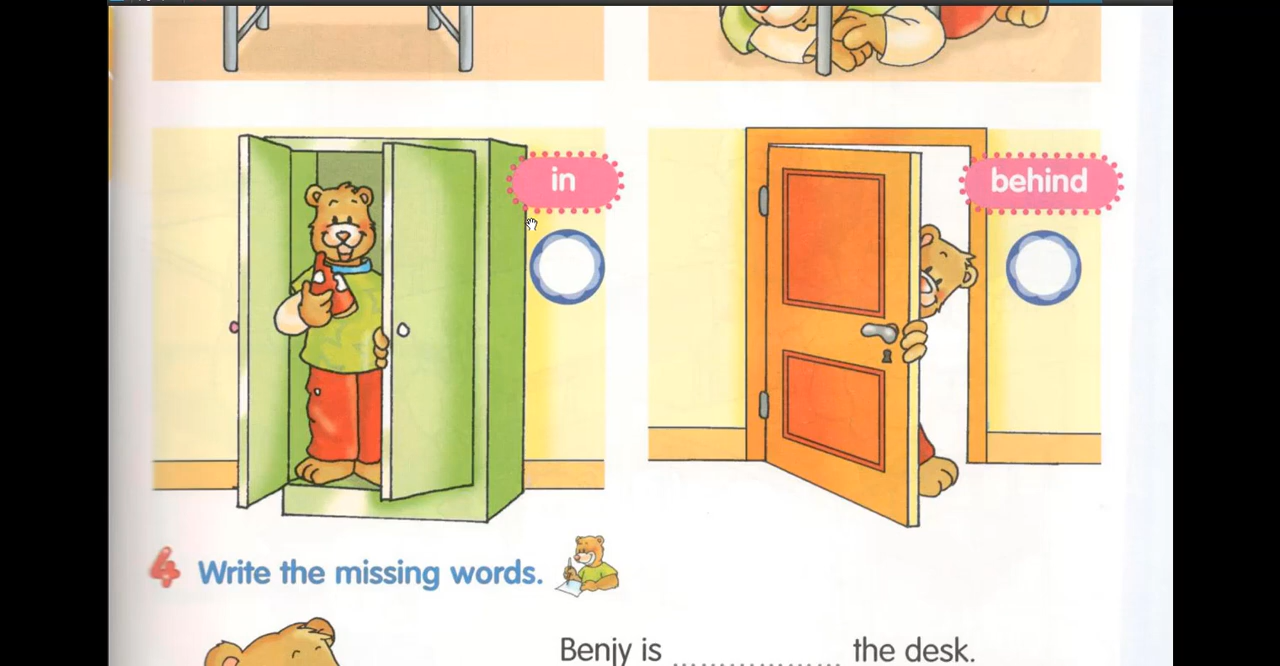 in
behind
4 Write the missing words.
Benjy is ................. the desk.